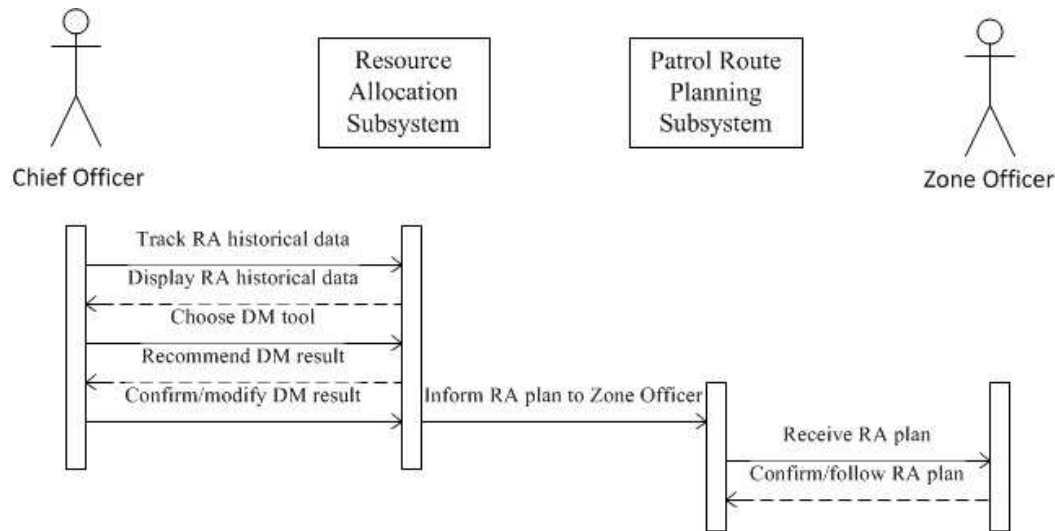 Resource
Allocation
Subsystem
Patrol Route
Planning
Subsystem
Chief Officer
Zone Officer
Track RA historical data
Display RA historical data
Choose DM tool
Recommend DM result
Confirm/modify DM result
Inform RA plan to Zone Officer
Receive RA plan
Confirm/follow RA plan